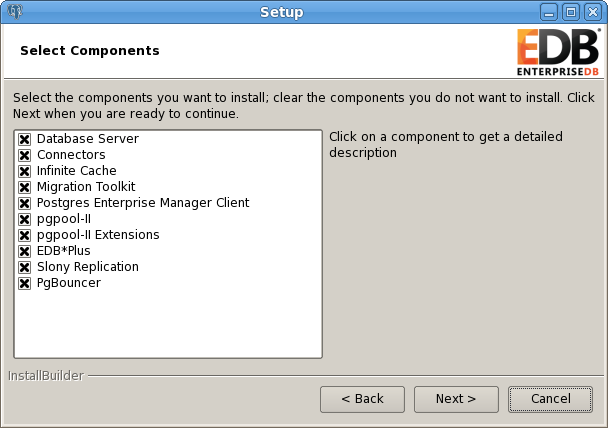 Setup
Select Components
EDB
ENTERPRISEDB
Select the components you want to install; clear the components you do not want to install. Click
Next when you are ready to continue.
Database Server
Connectors
Infinite Cache
Migration Toolkit
Postgres Enterprise Manager Client
pgpool-II
pgpool-II Extensions
EDB*Plus
Slony Replication
PgBouncer
Click on a component to get a detailed
description
InstallBuilder
< Back
Next >
Cancel